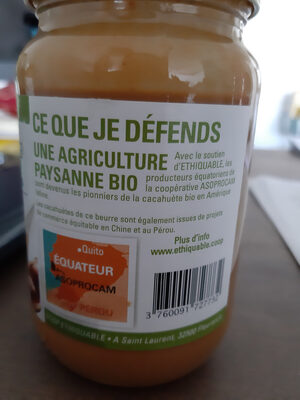 CE QUE JE DÉFENDS
UNE AGRICULTURE
PAYSANNE BIO
Avec le soutien
d'ETHIQUABLE, les
producteurs équatoriens de
la coopérative ASOPROCAM
sont devenus les pionniers de la cacahuète bio en Amérique
latine.
Les cacahuètes de ce beurre sont également issues de projets
de commerce équitable en Chine et au Pérou.
Plus d'info
www.ethiquable.coop
Quito
ÉQUATEUR
ASOPROCAM
PÉROU
3 760091 727752
ETHIQUABLE • A Saint Laurent, 32500 Fleurance